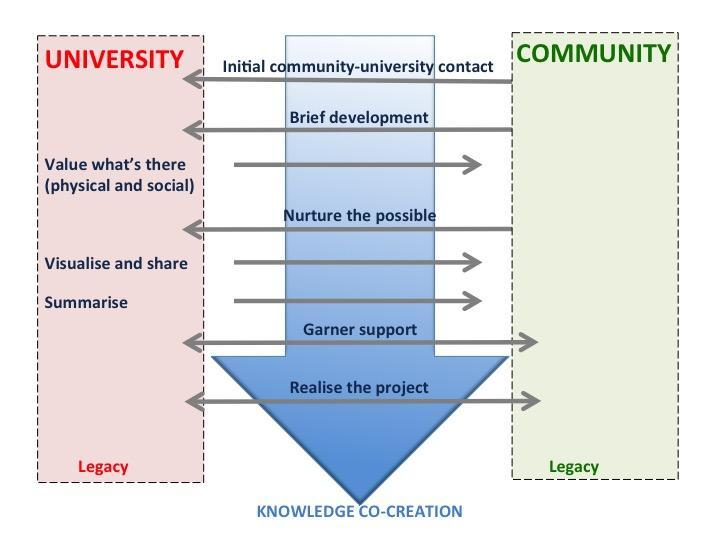 UNIVERSITY
COMMUNITY
Initial community-university contact
Brief development
Value what's there
(physical and social)
Nurture the possible
Visualise and share
Summarise
Garner support
Realise the project
Legacy
Legacy
KNOWLEDGE CO-CREATION